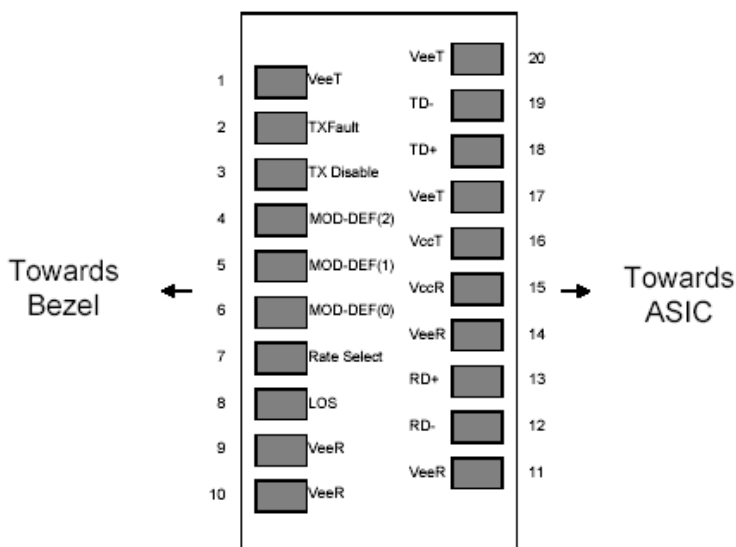 VeeT 20
1 VeeT
TD- 19
2 TXFault
TD+ 18
3 TX Disable
VeeT 17
4 MOD-DEF(2)
VccT 16
5 MOD-DEF(1)
Towards
Bezel
VccR 15
Towards
ASIC
6 MOD-DEF(0)
VeeR 14
7 Rate Select
RD+ 13
8 LOS
RD- 12
9 VeeR
VeeR 11
10 VeeR